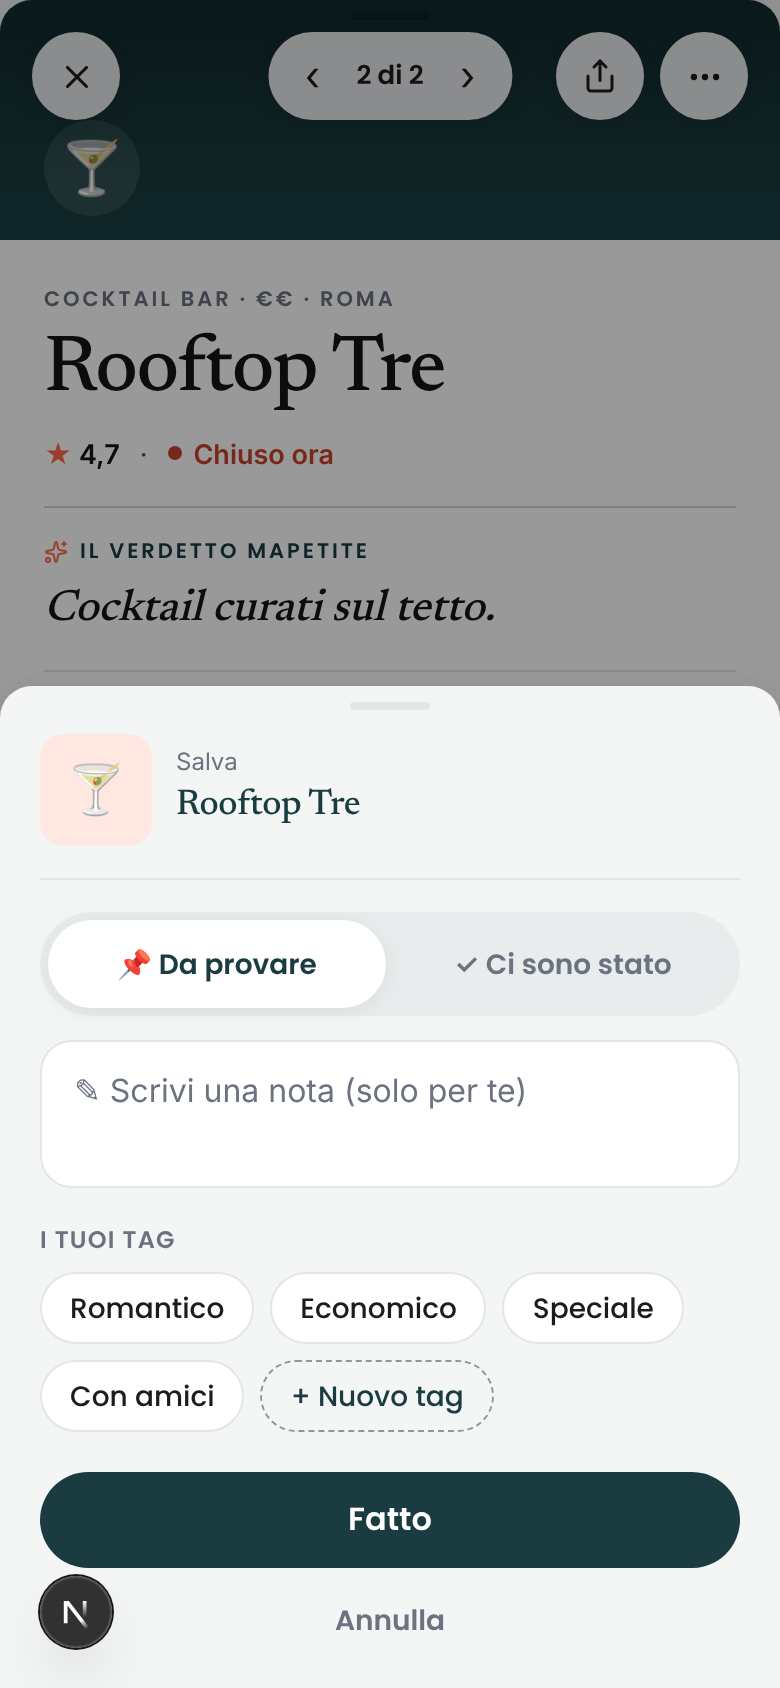 2 di 2
COCKTAIL BAR · €€ · ROMA
Rooftop Tre
★ 4,7 · ● Chiuso ora
IL VERDETTO MAPETITE
Cocktail curati sul tetto.
Salva
Rooftop Tre
📌 Da provare
✓ Ci sono stato
✎ Scrivi una nota (solo per te)
I TUOI TAG
Romantico
Economico
Speciale
Con amici
+ Nuovo tag
Fatto
N
Annulla